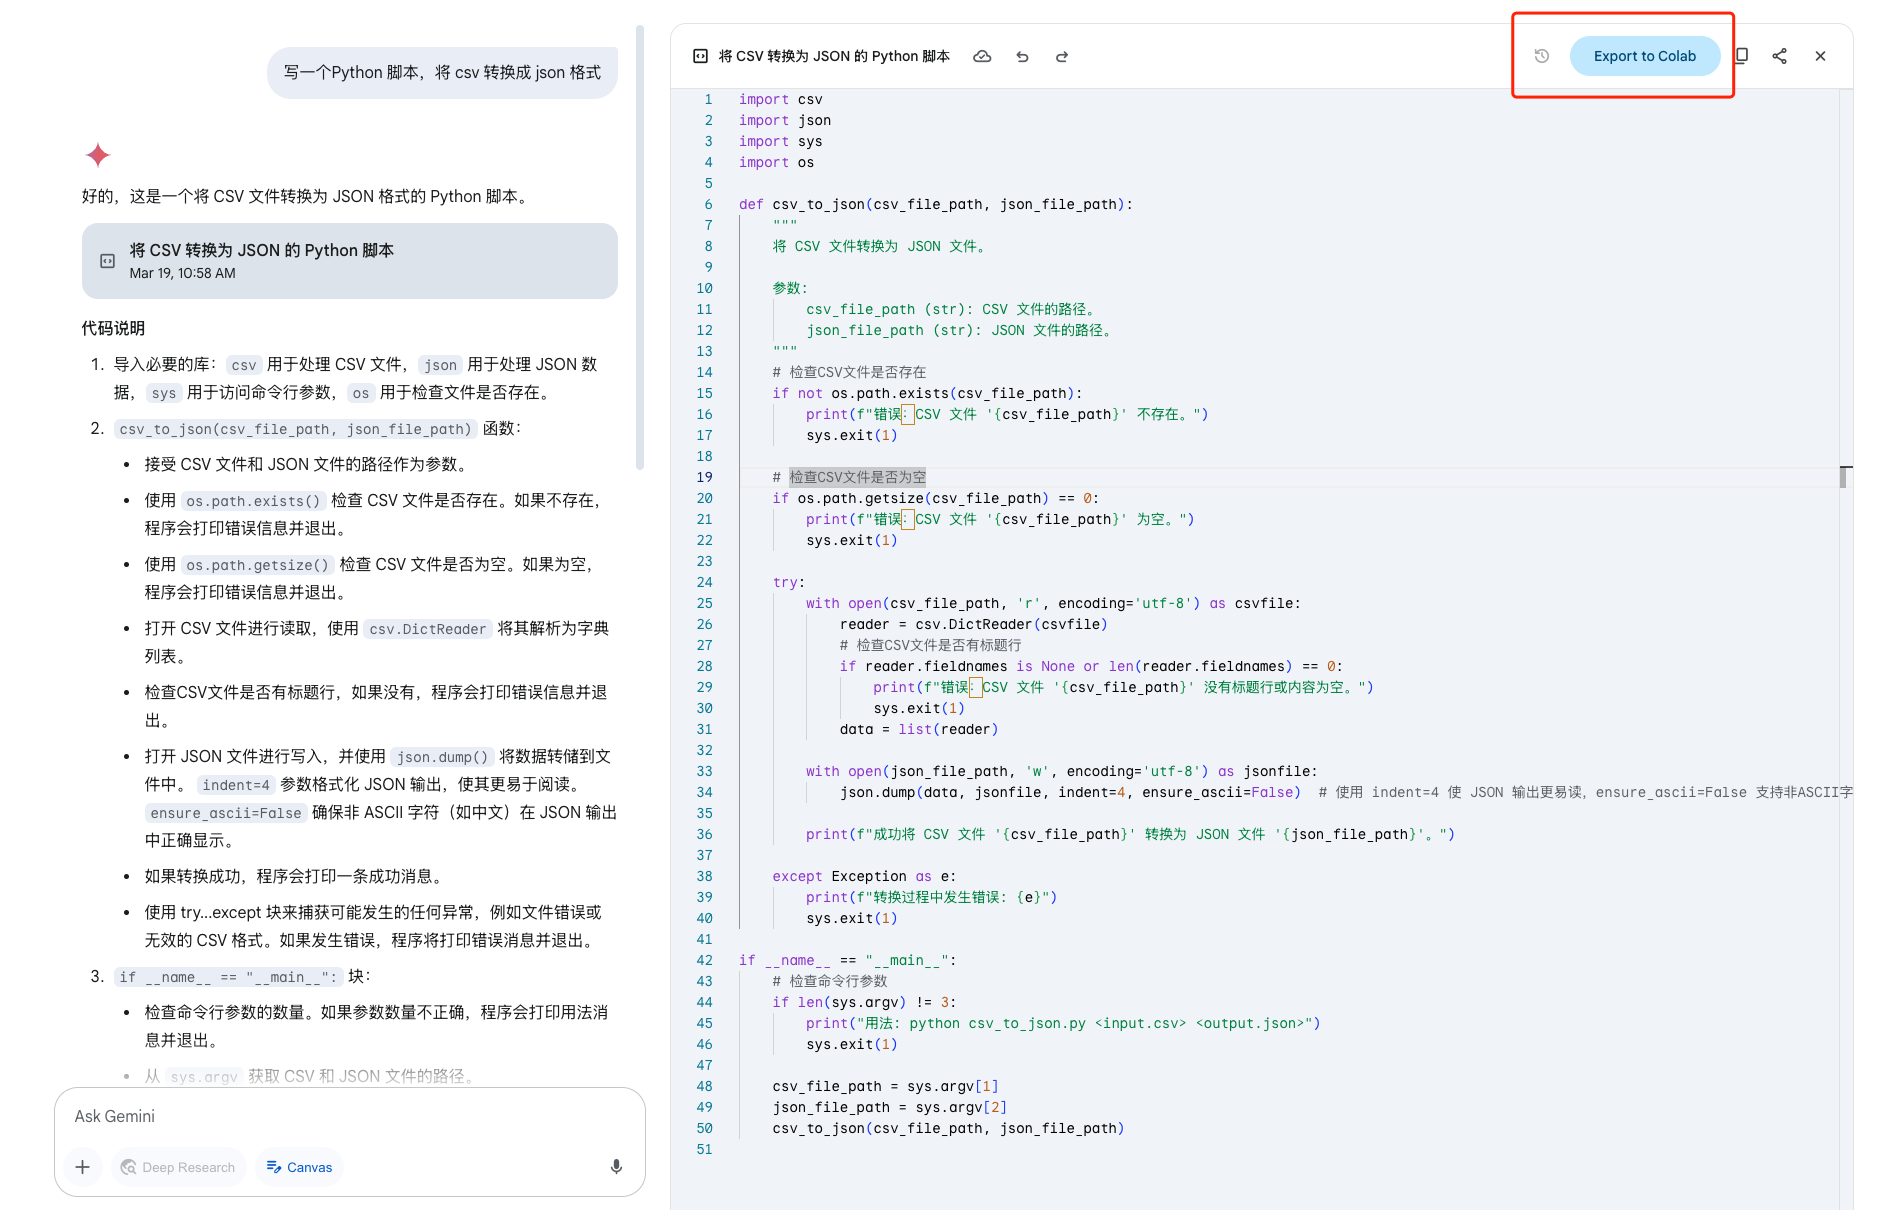 写一个Python 脚本，将 csv 转换成 json 格式
好的，这是一个将 CSV 文件转换为 JSON 格式的 Python 脚本。
将 CSV 转换为 JSON 的 Python 脚本
Mar 19, 10:58 AM
代码说明
1. 导入必要的库： csv 用于处理 CSV 文件， json 用于处理 JSON 数
据， sys 用于访问命令行参数， os 用于检查文件是否存在。
2. csv_to_json(csv_file_path, json_file_path) 函数：
• 接受 CSV 文件和 JSON 文件的路径作为参数。
• 使用 os.path.exists() 检查 CSV 文件是否存在。如果不存在，
程序会打印错误信息并退出。
• 使用 os.path.getsize() 检查 CSV 文件是否为空。如果为空，
程序会打印错误信息并退出。
• 打开 CSV 文件进行读取，使用 csv.DictReader 将其解析为字典
列表。
• 检查CSV文件是否有标题行，如果没有，程序会打印错误信息并退
出。
• 打开 JSON 文件进行写入，并使用 json.dump() 将数据转储到文
件中。 indent=4 参数格式化 JSON 输出，使其更易于阅读。
ensure_ascii=False 确保非 ASCII 字符（如中文）在 JSON 输出
中正确显示。
• 如果转换成功，程序会打印一条成功消息。
• 使用 try...except 块来捕获可能发生的任何异常，例如文件错误或
无效的 CSV 格式。如果发生错误，程序将打印错误消息并退出。
3. if __name__ == "__main__": 块：
• 检查命令行参数的数量。如果参数数量不正确，程序会打印用法消
息并退出。
• 从 sys.argv 获取 CSV 和 JSON 文件的路径。
Ask Gemini
Deep Research
Canvas
将 CSV 转换为 JSON 的 Python 脚本
Export to Colab
1 import csv
2 import json
3 import sys
4 import os
5
6 def csv_to_json(csv_file_path, json_file_path):
7     """
8     将 CSV 文件转换为 JSON 文件。
9
10     参数:
11         csv_file_path (str): CSV 文件的路径。
12         json_file_path (str): JSON 文件的路径。
13     """
14     # 检查CSV文件是否存在
15     if not os.path.exists(csv_file_path):
16         print(f"错误：CSV 文件 '{csv_file_path}' 不存在。")
17         sys.exit(1)
18
19     # 检查CSV文件是否为空
20     if os.path.getsize(csv_file_path) == 0:
21         print(f"错误：CSV 文件 '{csv_file_path}' 为空。")
22         sys.exit(1)
23
24     try:
25         with open(csv_file_path, 'r', encoding='utf-8') as csvfile:
26             reader = csv.DictReader(csvfile)
27             # 检查CSV文件是否有标题行
28             if reader.fieldnames is None or len(reader.fieldnames) == 0:
29                 print(f"错误：CSV 文件 '{csv_file_path}' 没有标题行或内容为空。")
30                 sys.exit(1)
31             data = list(reader)
32
33         with open(json_file_path, 'w', encoding='utf-8') as jsonfile:
34             json.dump(data, jsonfile, indent=4, ensure_ascii=False)  # 使用 indent=4 使 JSON 输出更易读，ensure_ascii=False 支持非ASCII字
35
36         print(f"成功将 CSV 文件 '{csv_file_path}' 转换为 JSON 文件 '{json_file_path}'。")
37
38     except Exception as e:
39         print(f"转换过程中发生错误: {e}")
40         sys.exit(1)
41
42 if __name__ == "__main__":
43     # 检查命令行参数
44     if len(sys.argv) != 3:
45         print("用法: python csv_to_json.py <input.csv> <output.json>")
46         sys.exit(1)
47
48     csv_file_path = sys.argv[1]
49     json_file_path = sys.argv[2]
50     csv_to_json(csv_file_path, json_file_path)
51